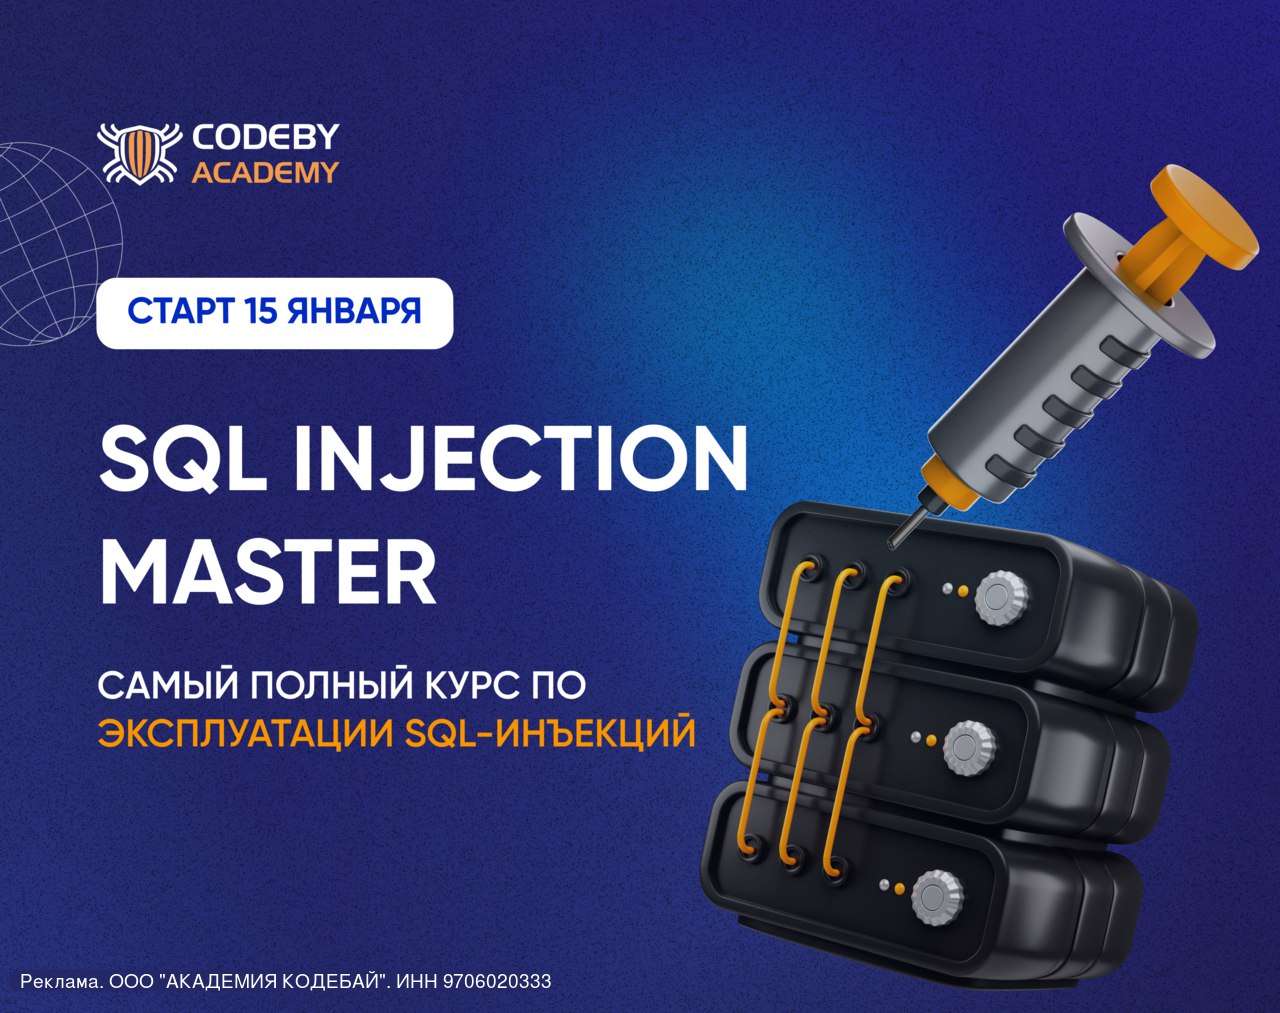 CODEBY
ACADEMY
СТАРТ 15 ЯНВАРЯ
SQL INJECTION
MASTER
САМЫЙ ПОЛНЫЙ КУРС ПО
ЭКСПЛУАТАЦИИ SQL-ИНЪЕКЦИЙ
Реклама. ООО "АКАДЕМИЯ КОДЕБАЙ". ИНН 9706020333